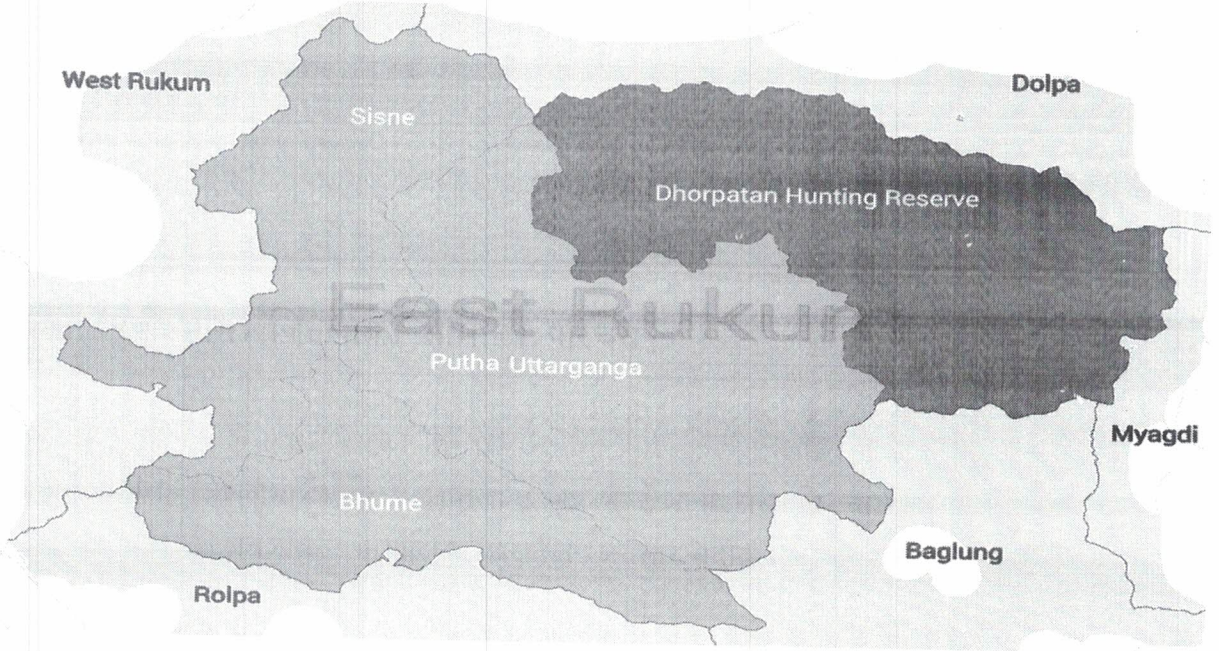 West Rukum
Dolpa
Sisne
Dhorpatan Hunting Reserve
East Rukum
Putha Uttarganga
Myagdi
Bhume
Baglung
Rolpa